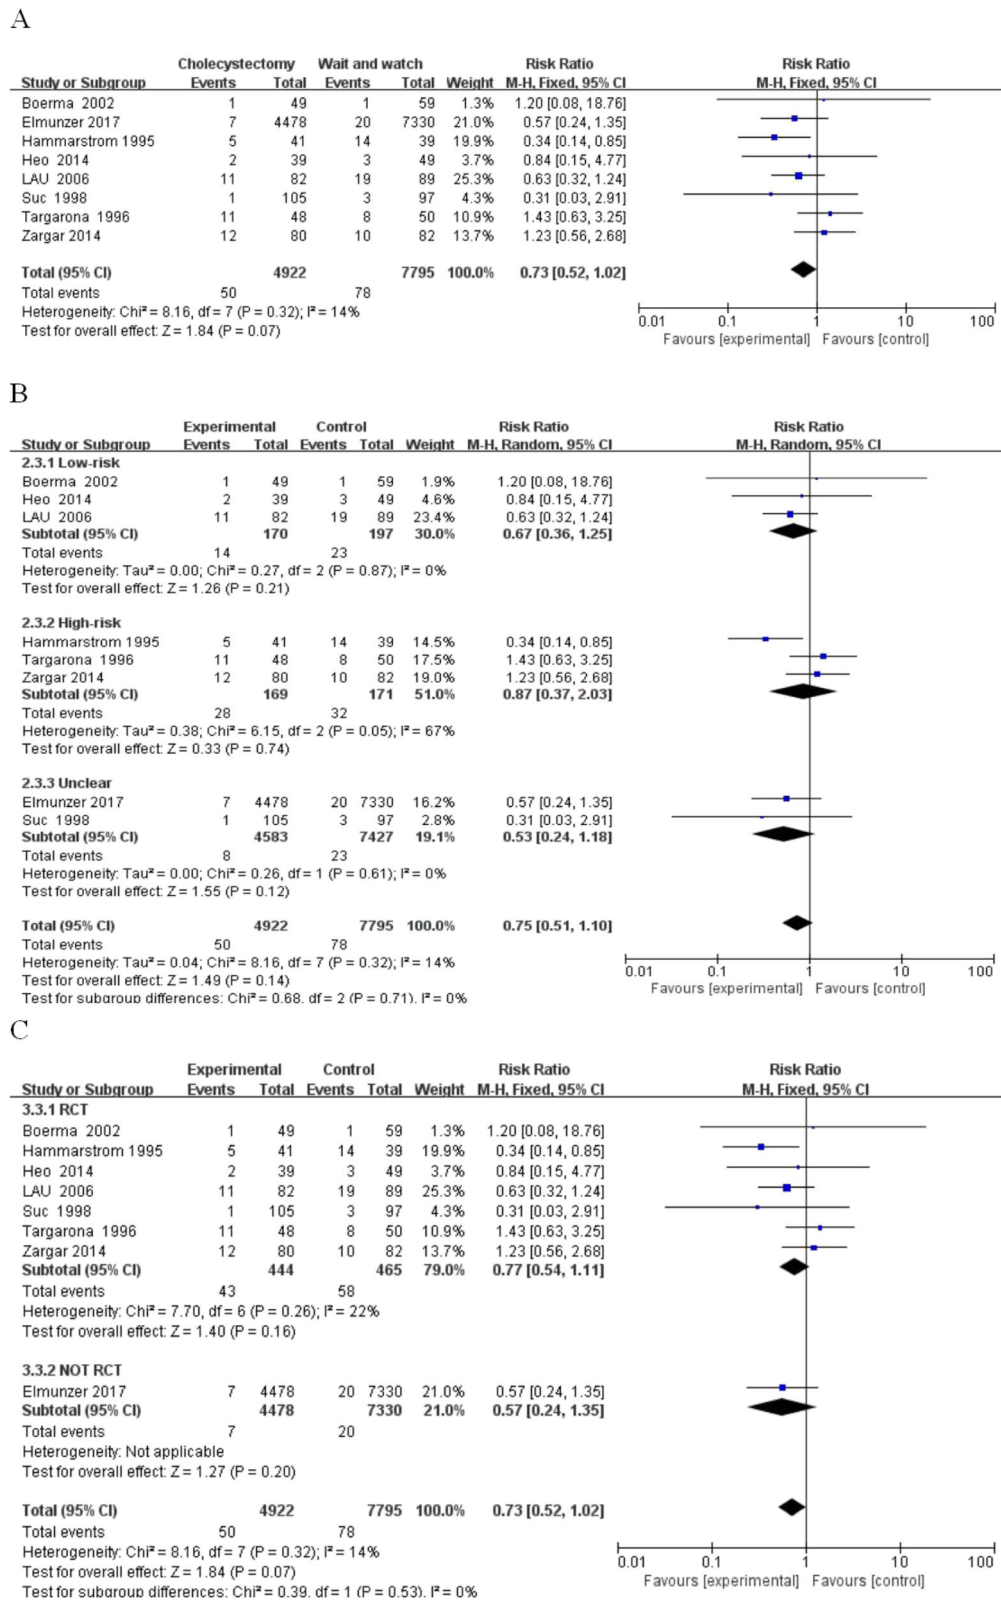 A
Cholecystectomy Wait and watch Risk Ratio Risk Ratio
Study or Subgroup Events Total Events Total Weight M-H, Fixed, 95% CI M-H, Fixed, 95% CI
Boerma 2002 1 49 1 59 1.3% 1.20 [0.08, 18.76]
Elmunzer 2017 7 4478 20 7330 21.0% 0.57 [0.24, 1.35]
Hammarstrom 1995 5 41 14 39 19.9% 0.34 [0.14, 0.85]
Heo 2014 2 39 3 49 3.7% 0.84 [0.15, 4.77]
LAU 2006 11 82 19 89 25.3% 0.63 [0.32, 1.24]
Suc 1998 1 105 3 97 4.3% 0.31 [0.03, 2.91]
Targarona 1996 11 48 8 50 10.9% 1.43 [0.63, 3.25]
Zargar 2014 12 80 10 82 13.7% 1.23 [0.56, 2.68]
Total (95% CI) 4922 7795 100.0% 0.73 [0.52, 1.02]
Total events 50 78
Heterogeneity: Chi² = 8.16, df = 7 (P = 0.32); I² = 14%
Test for overall effect: Z = 1.84 (P = 0.07)
0.01 0.1 1 10 100
Favours [experimental] Favours [control]
B
Experimental Control Risk Ratio Risk Ratio
Study or Subgroup Events Total Events Total Weight M-H, Random, 95% CI M-H, Random, 95% CI
2.3.1 Low-risk
Boerma 2002 1 49 1 59 1.9% 1.20 [0.08, 18.76]
Heo 2014 2 39 3 49 4.6% 0.84 [0.15, 4.77]
LAU 2006 11 82 19 89 23.4% 0.63 [0.32, 1.24]
Subtotal (95% CI) 170 197 30.0% 0.67 [0.36, 1.25]
Total events 14 23
Heterogeneity: Tau² = 0.00; Chi² = 0.27, df = 2 (P = 0.87); I² = 0%
Test for overall effect: Z = 1.26 (P = 0.21)
2.3.2 High-risk
Hammarstrom 1995 5 41 14 39 14.5% 0.34 [0.14, 0.85]
Targarona 1996 11 48 8 50 17.5% 1.43 [0.63, 3.25]
Zargar 2014 12 80 10 82 19.0% 1.23 [0.56, 2.68]
Subtotal (95% CI) 169 171 51.0% 0.87 [0.37, 2.03]
Total events 28 32
Heterogeneity: Tau² = 0.38; Chi² = 6.15, df = 2 (P = 0.05); I² = 67%
Test for overall effect: Z = 0.33 (P = 0.74)
2.3.3 Unclear
Elmunzer 2017 7 4478 20 7330 16.2% 0.57 [0.24, 1.35]
Suc 1998 1 105 3 97 2.8% 0.31 [0.03, 2.91]
Subtotal (95% CI) 4583 7427 19.1% 0.53 [0.24, 1.18]
Total events 8 23
Heterogeneity: Tau² = 0.00; Chi² = 0.26, df = 1 (P = 0.61); I² = 0%
Test for overall effect: Z = 1.55 (P = 0.12)
Total (95% CI) 4922 7795 100.0% 0.75 [0.51, 1.10]
Total events 50 78
Heterogeneity: Tau² = 0.04; Chi² = 8.16, df = 7 (P = 0.32); I² = 14%
Test for overall effect: Z = 1.49 (P = 0.14)
Test for subgroup differences: Chi² = 0.68, df = 2 (P = 0.71), I² = 0%
0.01 0.1 1 10 100
Favours [experimental] Favours [control]
C
Experimental Control Risk Ratio Risk Ratio
Study or Subgroup Events Total Events Total Weight M-H, Fixed, 95% CI M-H, Fixed, 95% CI
3.3.1 RCT
Boerma 2002 1 49 1 59 1.3% 1.20 [0.08, 18.76]
Hammarstrom 1995 5 41 14 39 19.9% 0.34 [0.14, 0.85]
Heo 2014 2 39 3 49 3.7% 0.84 [0.15, 4.77]
LAU 2006 11 82 19 89 25.3% 0.63 [0.32, 1.24]
Suc 1998 1 105 3 97 4.3% 0.31 [0.03, 2.91]
Targarona 1996 11 48 8 50 10.9% 1.43 [0.63, 3.25]
Zargar 2014 12 80 10 82 13.7% 1.23 [0.56, 2.68]
Subtotal (95% CI) 444 465 79.0% 0.77 [0.54, 1.11]
Total events 43 58
Heterogeneity: Chi² = 7.70, df = 6 (P = 0.26); I² = 22%
Test for overall effect: Z = 1.40 (P = 0.16)
3.3.2 NOT RCT
Elmunzer 2017 7 4478 20 7330 21.0% 0.57 [0.24, 1.35]
Subtotal (95% CI) 4478 7330 21.0% 0.57 [0.24, 1.35]
Total events 7 20
Heterogeneity: Not applicable
Test for overall effect: Z = 1.27 (P = 0.20)
Total (95% CI) 4922 7795 100.0% 0.73 [0.52, 1.02]
Total events 50 78
Heterogeneity: Chi² = 8.16, df = 7 (P = 0.32); I² = 14%
Test for overall effect: Z = 1.84 (P = 0.07)
Test for subgroup differences: Chi² = 0.39, df = 1 (P = 0.53), I² = 0%
0.01 0.1 1 10 100
Favours [experimental] Favours [control]